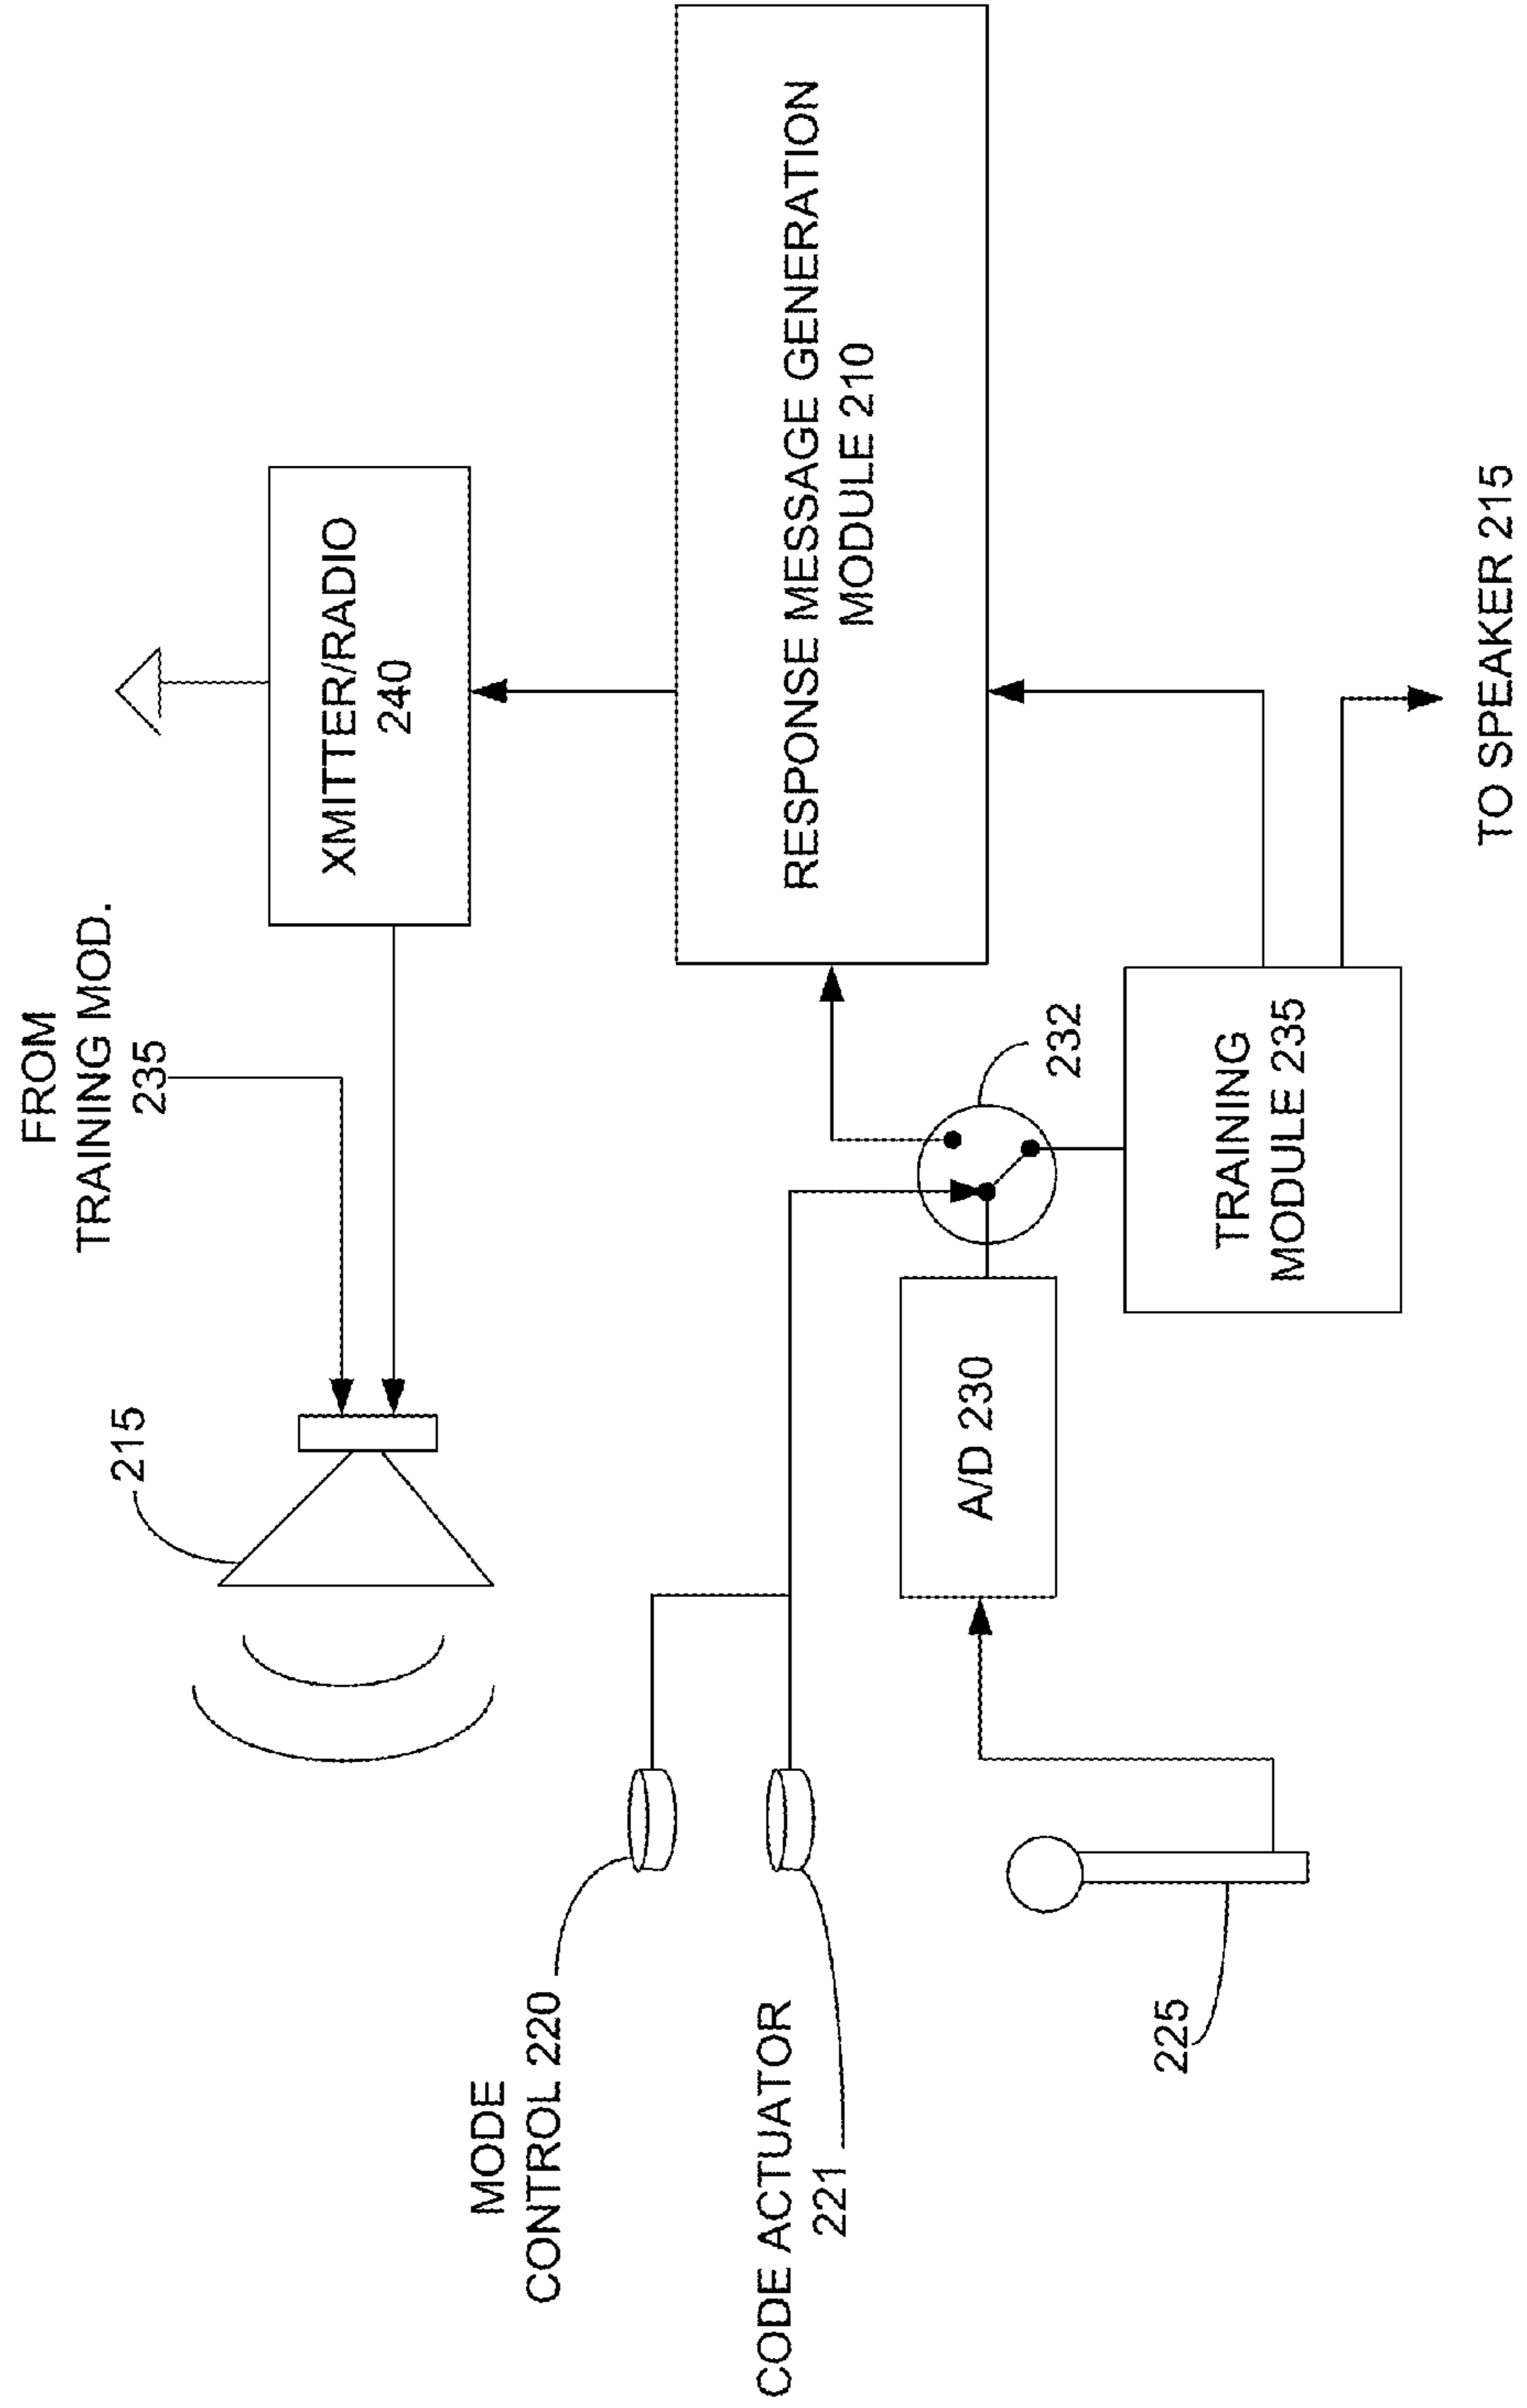 FROM
TRAINING MOD.
235
215
XMITTER/RADIO
240
MODE
CONTROL 220
CODE ACTUATOR
221
RESPONSE MESSAGE GENERATION
MODULE 210
A/D 230
232
225
TRAINING
MODULE 235
TO SPEAKER 215